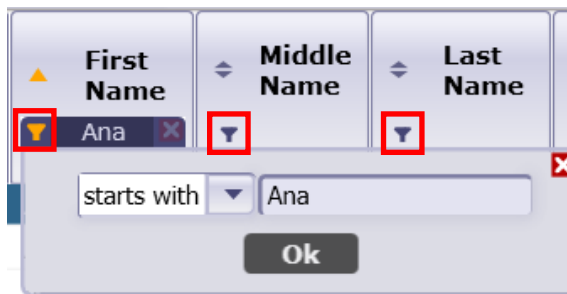 First Name
Middle Name
Last Name
Ana
starts with
Ana
Ok